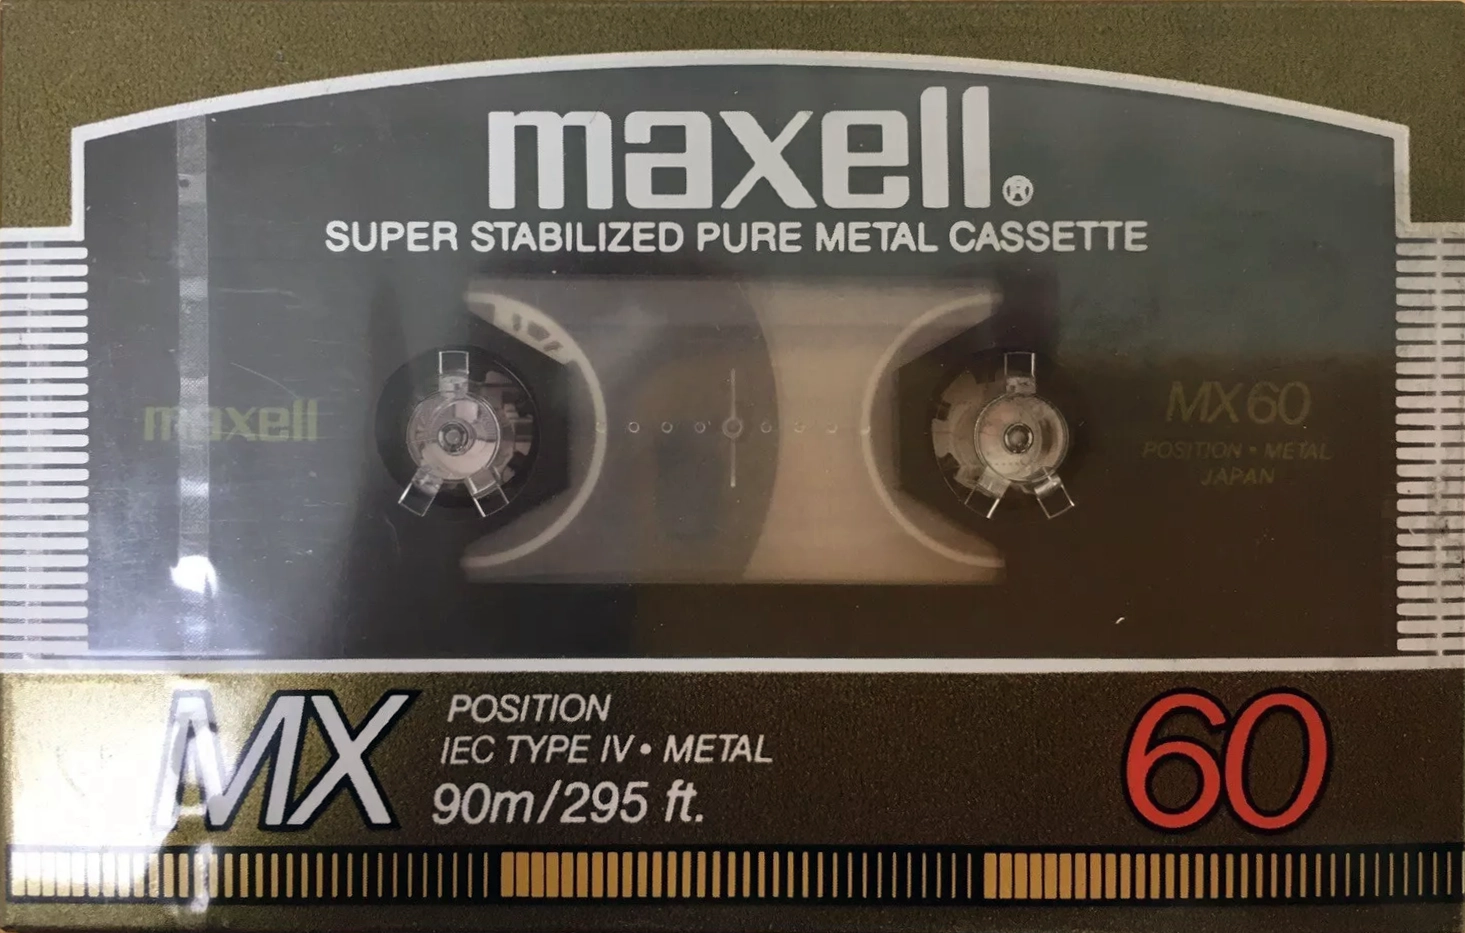 maxell®
SUPER STABILIZED PURE METAL CASSETTE
maxell
MX60
POSITION • METAL
JAPAN
MX
POSITION
IEC TYPE IV • METAL
90m/295 ft.
60